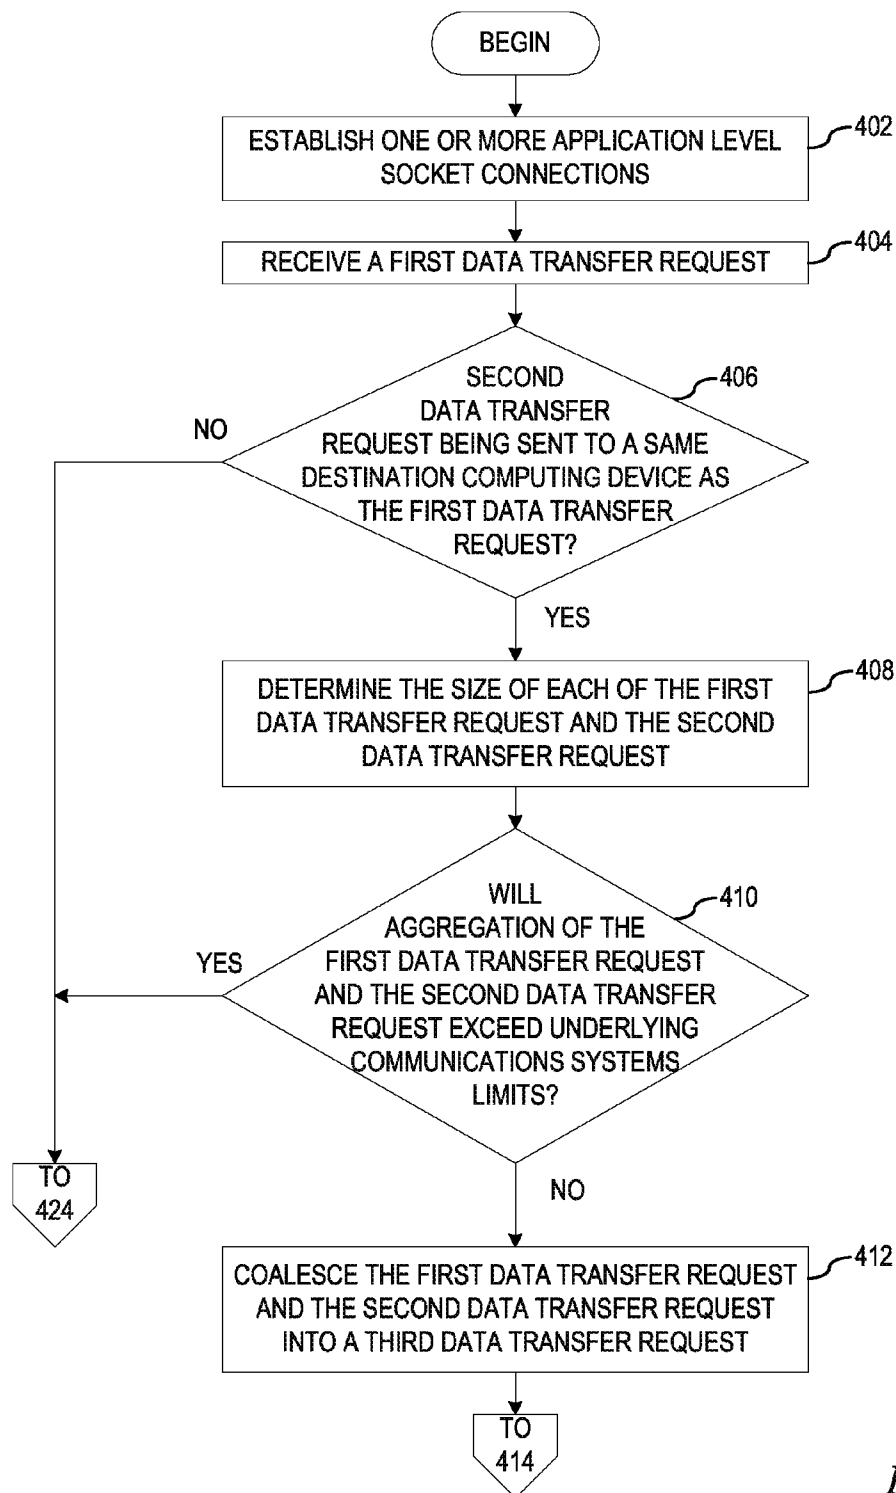 BEGIN
ESTABLISH ONE OR MORE APPLICATION LEVEL
SOCKET CONNECTIONS
402
RECEIVE A FIRST DATA TRANSFER REQUEST
404
SECOND
DATA TRANSFER
REQUEST BEING SENT TO A SAME
DESTINATION COMPUTING DEVICE AS
THE FIRST DATA TRANSFER
REQUEST?
406
NO
YES
DETERMINE THE SIZE OF EACH OF THE FIRST
DATA TRANSFER REQUEST AND THE SECOND
DATA TRANSFER REQUEST
408
WILL
AGGREGATION OF THE
FIRST DATA TRANSFER REQUEST
AND THE SECOND DATA TRANSFER
REQUEST EXCEED UNDERLYING
COMMUNICATIONS SYSTEMS
LIMITS?
410
YES
TO
424
NO
COALESCE THE FIRST DATA TRANSFER REQUEST
AND THE SECOND DATA TRANSFER REQUEST
INTO A THIRD DATA TRANSFER REQUEST
412
TO
414